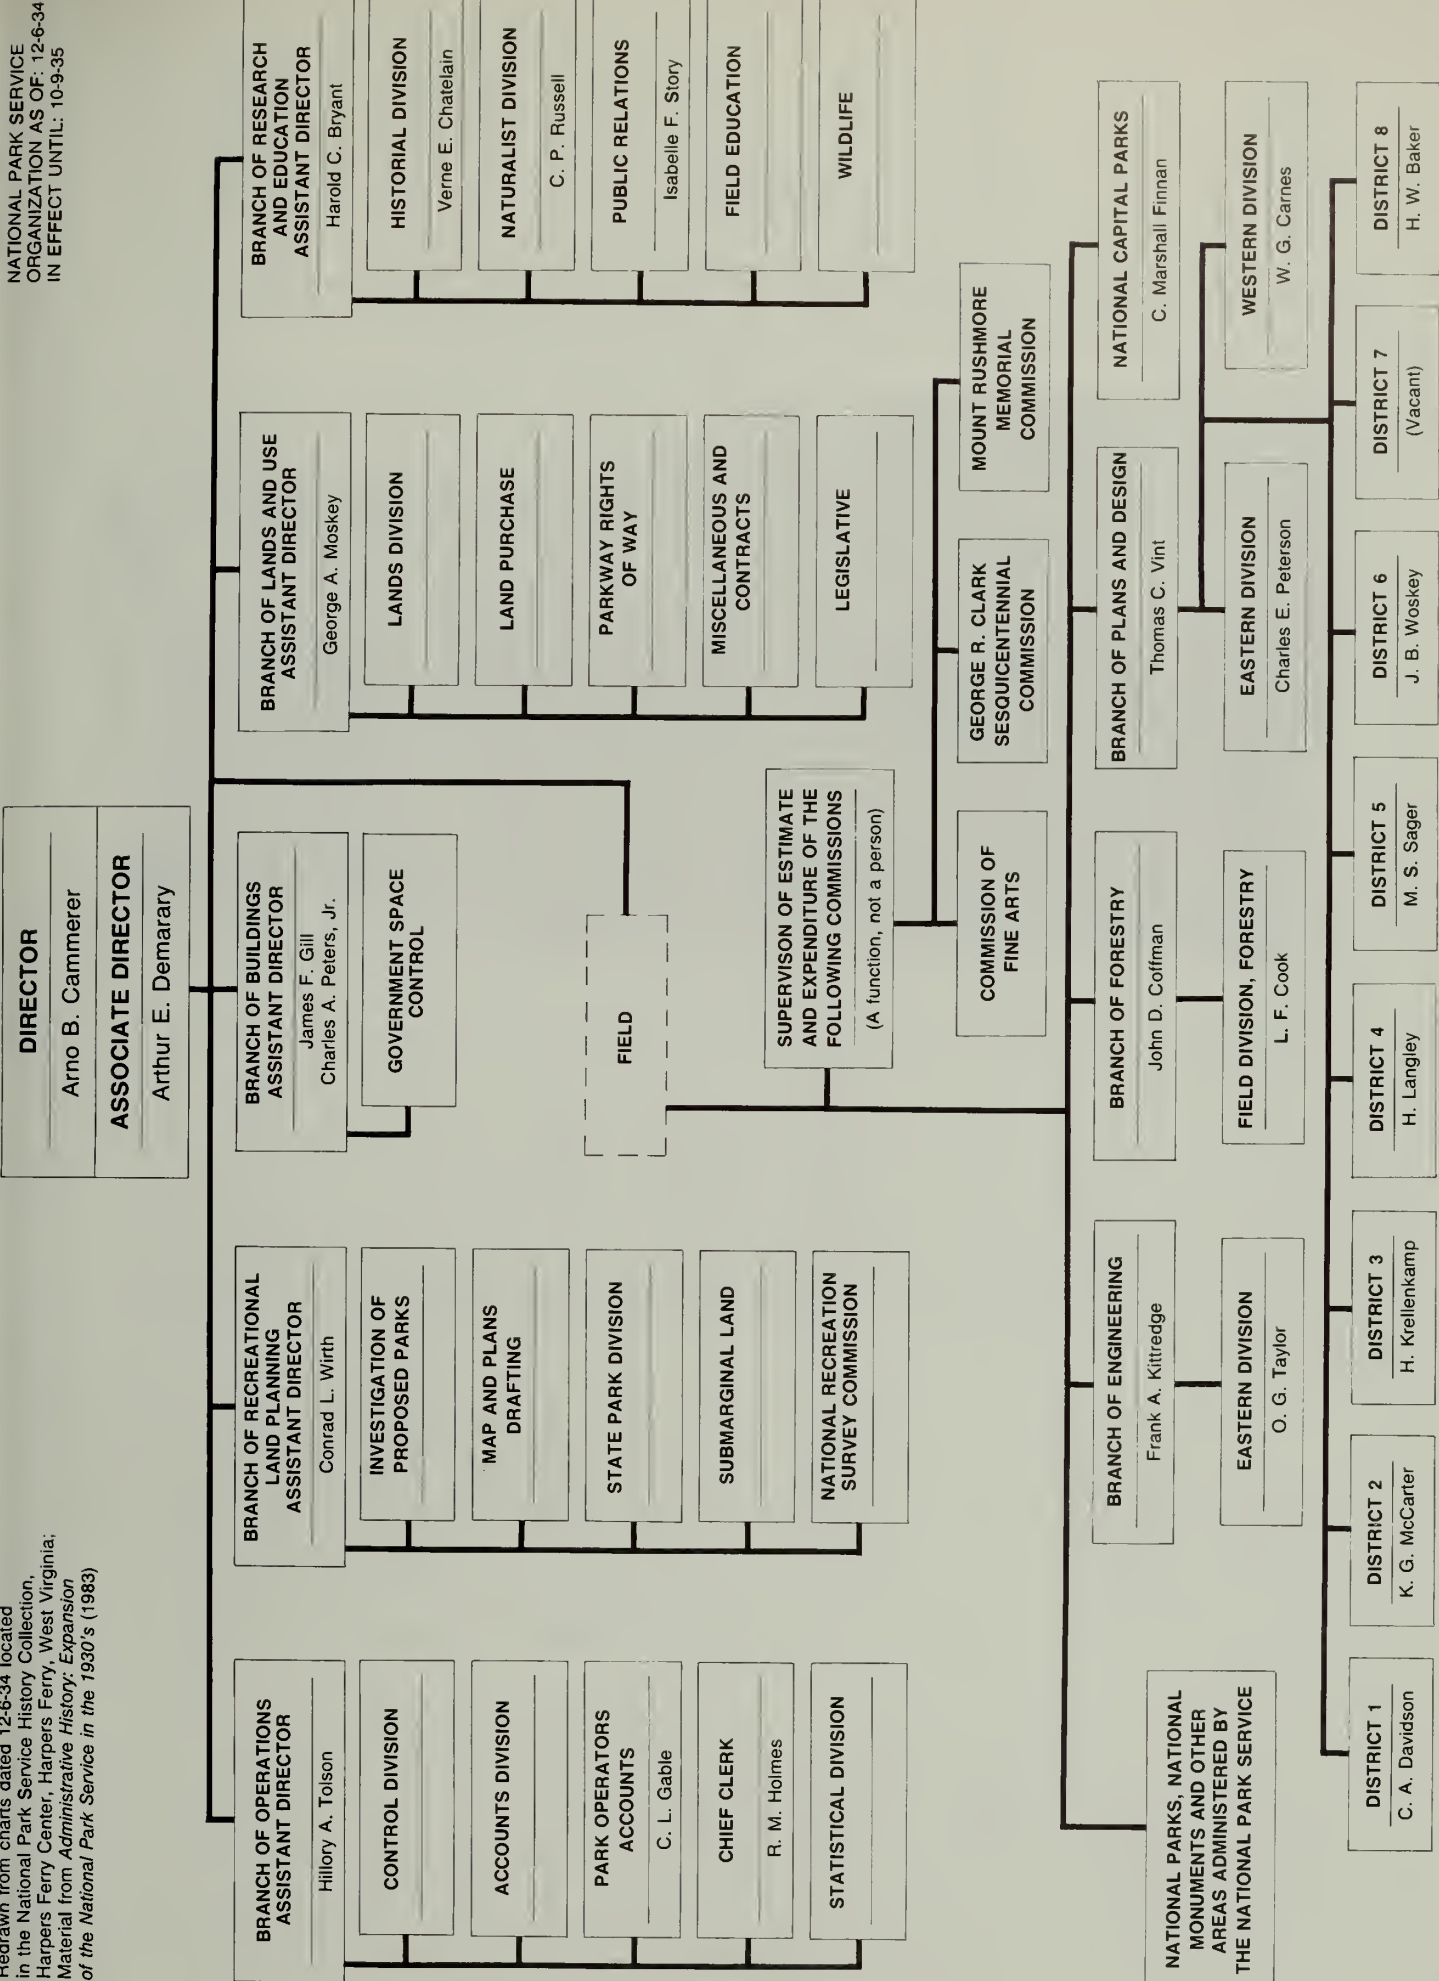 NATIONAL PARK SERVICE
ORGANIZATION AS OF: 12-6-34
IN EFFECT UNTIL: 10-9-35
Redrawn from charts dated 12-6-34 located
in the National Park Service History Collection,
Harpers Ferry Center, Harpers Ferry, West Virginia;
Material from Administrative History: Expansion
of the National Park Service in the 1930's (1983)
DIRECTOR
Arno B. Cammerer
ASSOCIATE DIRECTOR
Arthur E. Demarary
BRANCH OF OPERATIONS
ASSISTANT DIRECTOR
Hillory A. Tolson
CONTROL DIVISION
ACCOUNTS DIVISION
PARK OPERATORS
ACCOUNTS
C. L. Gable
CHIEF CLERK
R. M. Holmes
STATISTICAL DIVISION
BRANCH OF RECREATIONAL
LAND PLANNING
ASSISTANT DIRECTOR
Conrad L. Wirth
INVESTIGATION OF
PROPOSED PARKS
MAP AND PLANS
DRAFTING
STATE PARK DIVISION
SUBMARGINAL LAND
NATIONAL RECREATION
SURVEY COMMISSION
BRANCH OF BUILDINGS
ASSISTANT DIRECTOR
James F. Gill
Charles A. Peters, Jr.
GOVERNMENT SPACE
CONTROL
BRANCH OF LANDS AND USE
ASSISTANT DIRECTOR
George A. Moskey
LANDS DIVISION
LAND PURCHASE
PARKWAY RIGHTS
OF WAY
MISCELLANEOUS AND
CONTRACTS
LEGISLATIVE
BRANCH OF RESEARCH
AND EDUCATION
ASSISTANT DIRECTOR
Harold C. Bryant
HISTORIAL DIVISION
Verne E. Chatelain
NATURALIST DIVISION
C. P. Russell
PUBLIC RELATIONS
Isabelle F. Story
FIELD EDUCATION
WILDLIFE
FIELD
SUPERVISON OF ESTIMATE
AND EXPENDITURE OF THE
FOLLOWING COMMISSIONS
(A function, not a person)
COMMISSION OF
FINE ARTS
GEORGE R. CLARK
SESQUICENTENNIAL
COMMISSION
MOUNT RUSHMORE
MEMORIAL
COMMISSION
NATIONAL PARKS, NATIONAL
MONUMENTS AND OTHER
AREAS ADMINISTERED BY
THE NATIONAL PARK SERVICE
BRANCH OF ENGINEERING
Frank A. Kittredge
EASTERN DIVISION
O. G. Taylor
BRANCH OF FORESTRY
John D. Coffman
FIELD DIVISION, FORESTRY
L. F. Cook
BRANCH OF PLANS AND DESIGN
Thomas C. Vint
EASTERN DIVISION
Charles E. Peterson
NATIONAL CAPITAL PARKS
C. Marshall Finnan
WESTERN DIVISION
W. G. Carnes
DISTRICT 1
C. A. Davidson
DISTRICT 2
K. G. McCarter
DISTRICT 3
H. Krellenkamp
DISTRICT 4
H. Langley
DISTRICT 5
M. S. Sager
DISTRICT 6
J. B. Woskey
DISTRICT 7
(Vacant)
DISTRICT 8
H. W. Baker